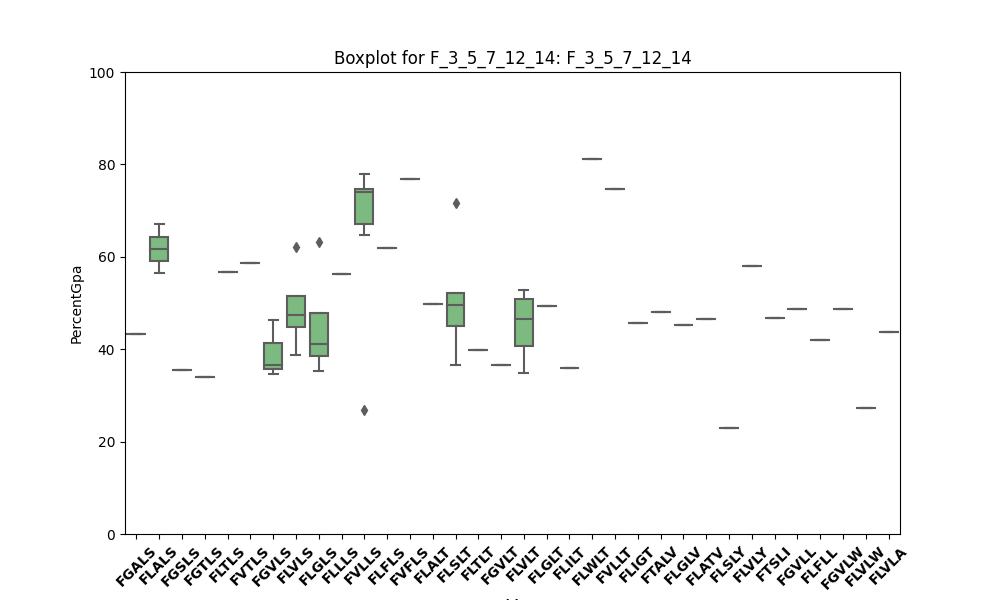 Boxplot for F_3_5_7_12_14: F_3_5_7_12_14
PercentGpa
100
80
60
40
20
0
FGALS
FLALS
FGSLS
FGTLS
FLTLS
FVTLS
FGVLS
FLVLS
FLGLS
FLLLS
FVLLS
FLFLS
FVFLS
FLALT
FLSLT
FLTLT
FGVLT
FLVLT
FLGLT
FLILT
FLWLT
FVLLT
FLIGT
FTALV
FLGLV
FLATV
FLSLY
FLVLY
FTSLI
FGVLL
FLFLL
FGVLW
FLVLW
FLVLA